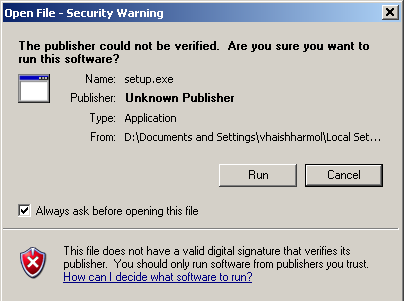 Open File - Security Warning
The publisher could not be verified.  Are you sure you want to
run this software?
Name: setup.exe
Publisher: Unknown Publisher
Type: Application
From: D:\Documents and Settings\vhaishharmol\Local Set...
Run Cancel
Always ask before opening this file
This file does not have a valid digital signature that verifies its
publisher.  You should only run software from publishers you trust.
How can I decide what software to run?